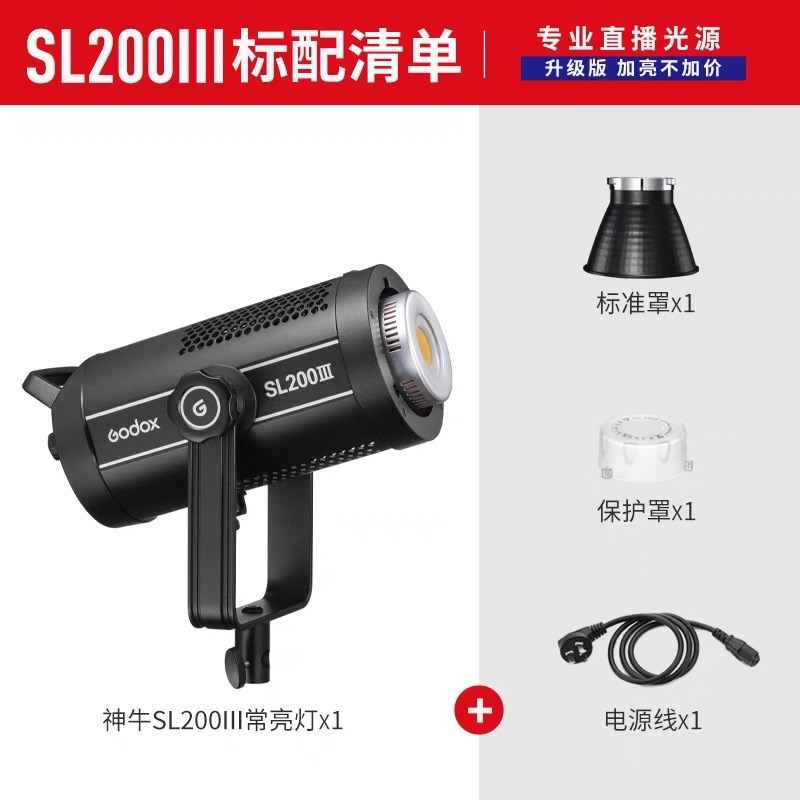 SL200III标配清单
专业直播光源
升级版 加亮不加价
标准罩x1
Godox
G
SL200III
保护罩x1
神牛SL200III常亮灯x1
+
电源线x1